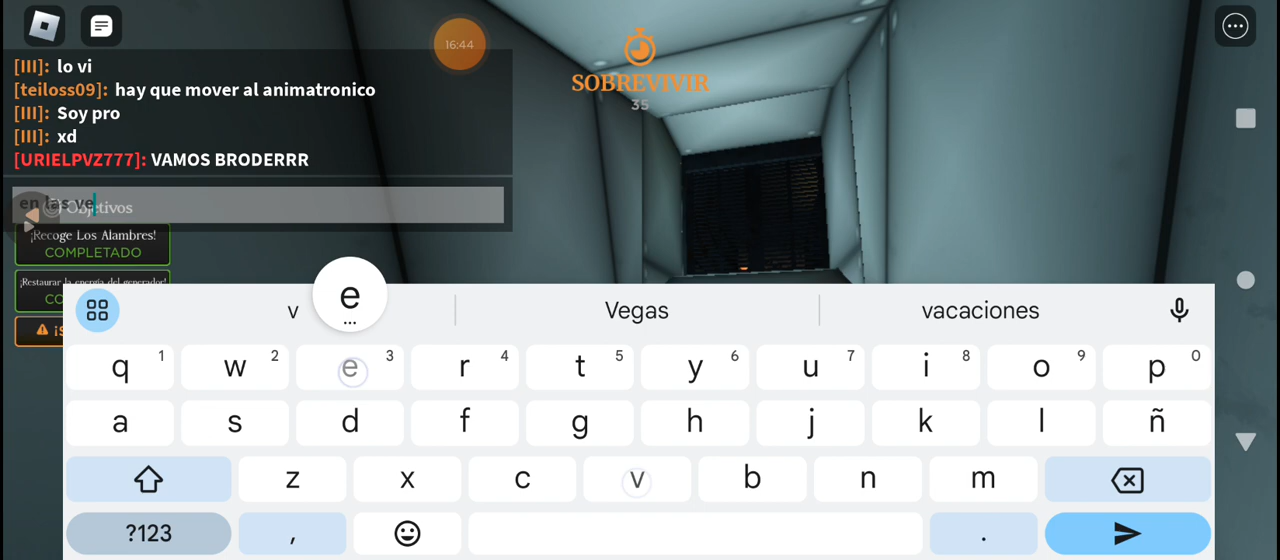 16:44
[III]: lo vi
[teiloss09]: hay que mover al animatronico
[III]: Soy pro
[III]: xd
[URIELPVZ777]: VAMOS BRODERRR
SOBREVIVIR
35
en las ve
Objetivos
¡Recoge Los Alambres!
COMPLETADO
¡Restaurar la energía del generador!
CO
¡S
v
e
...
Vegas
vacaciones
q 1 w 2 e 3 r 4 t 5 y 6 u 7 i 8 o 9 p 0
a s d f g h j k l ñ
z x c v b n m
?123 , .